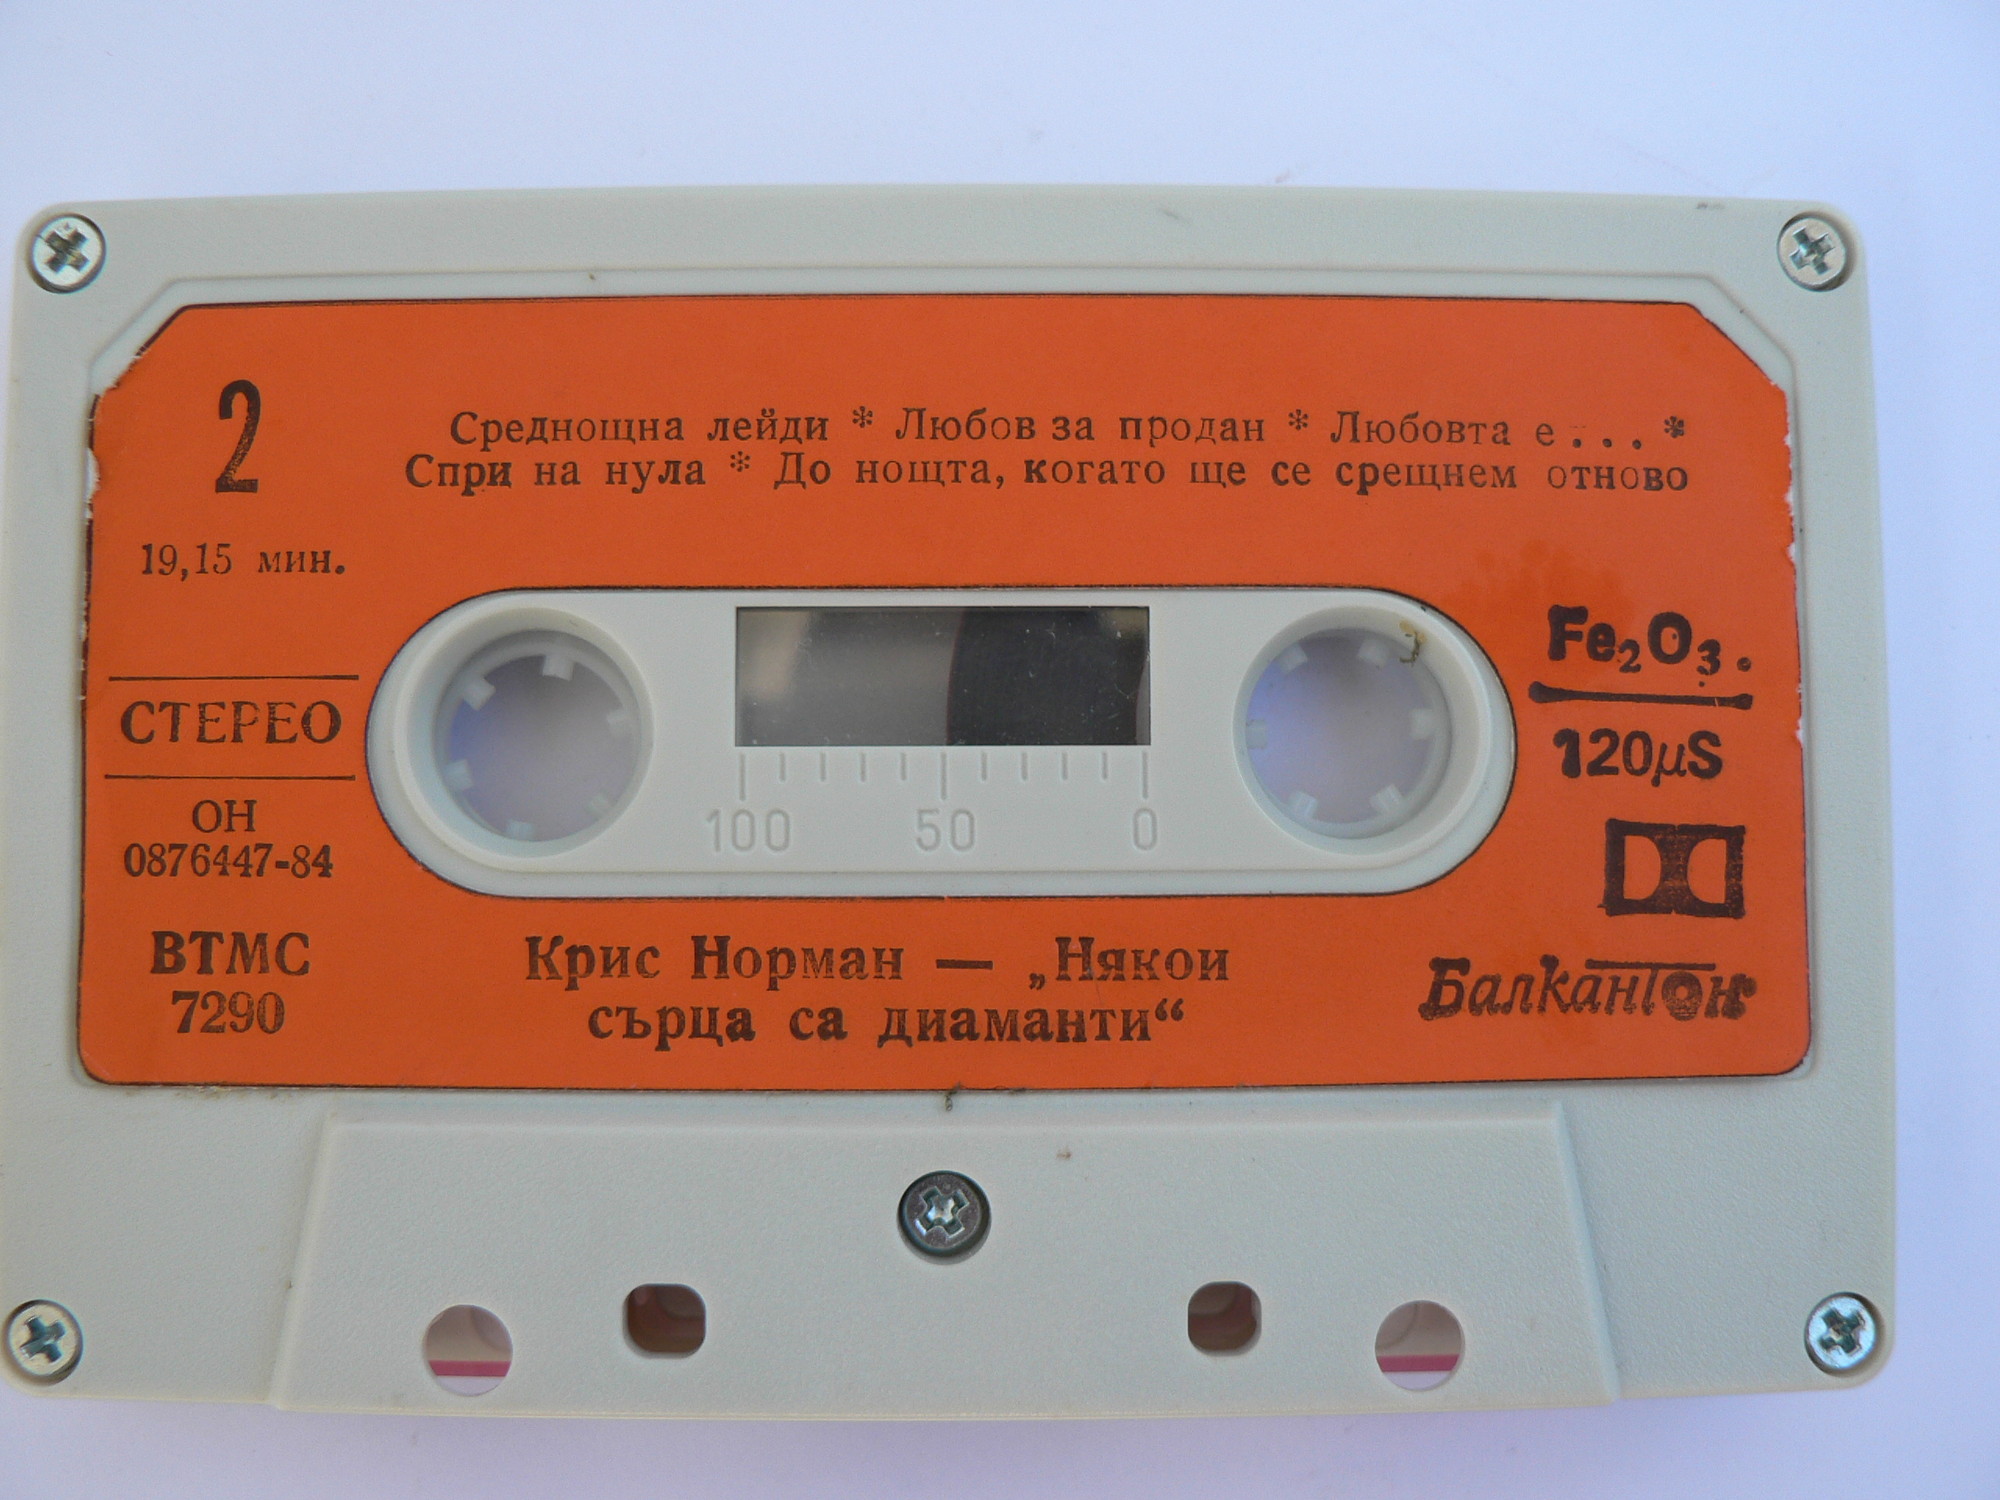 2
Среднощна лейди * Любов за продан * Любовта е... *
Спри на нула * До нощта, когато ще се срещнем отново
19,15 мин.
СТЕРЕО
ОН
0876447-84
ВТМС
7290
100 50 0
Fe₂O₃.
120μS
Крис Норман — „Някои
сърца са диаманти“
Балкантон